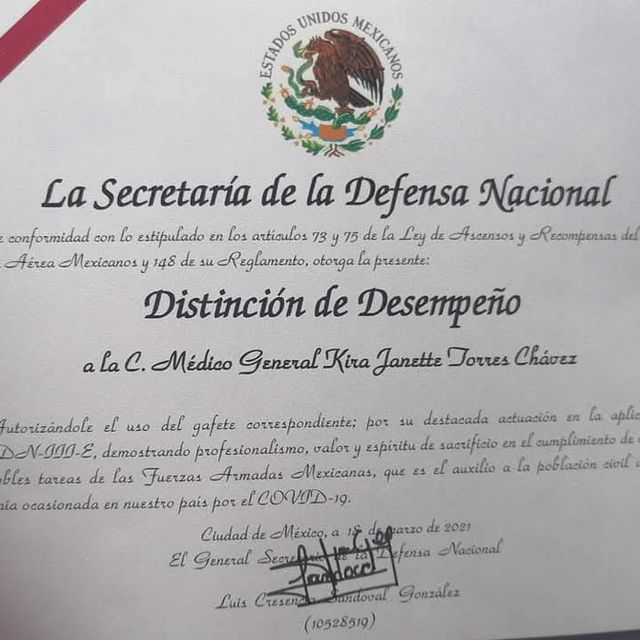 ESTADOS UNIDOS MEXICANOS
La Secretaría de la Defensa Nacional
e conformidad con lo estipulado en los artículos 73 y 75 de la Ley de Ascensos y Recompensas del
Aérea Mexicanos y 148 de su Reglamento, otorga la presente:
Distinción de Desempeño
a la C. Médico General Kira Janette Torres Chávez
Autorizándole el uso del gafete correspondiente; por su destacada actuación en la aplic
DN-III-E, demostrando profesionalismo, valor y espíritu de sacrificio en el cumplimiento de
obles tareas de las Fuerzas Armadas Mexicanas, que es el auxilio a la población civil
nia ocasionada en nuestro país por el COVID-19.
Ciudad de México, a de marzo de 2021
El General Secretario de la Defensa Nacional
Luis Cresencio Sandoval González
(10528519)